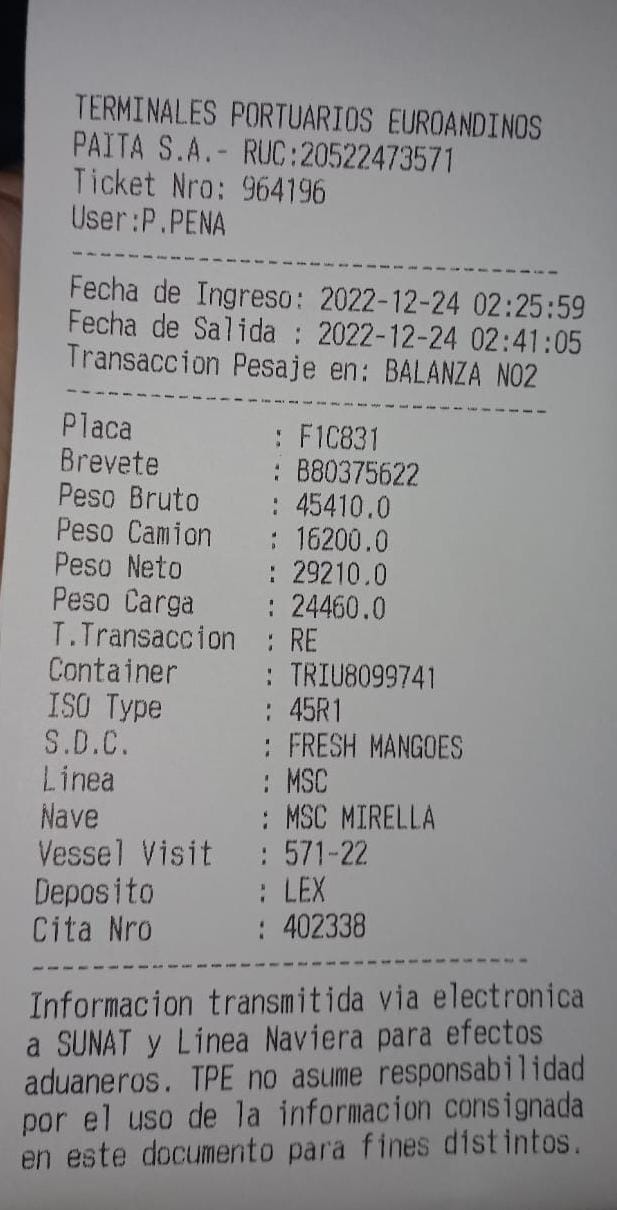 TERMINALES PORTUARIOS EUROANDINOS
PAITA S.A.- RUC:20522473571
Ticket Nro: 964196
User:P.PENA
Fecha de Ingreso: 2022-12-24 02:25:59
Fecha de Salida : 2022-12-24 02:41:05
Transaccion Pesaje en: BALANZA NO2
Placa : F1C831
Brevete : B80375622
Peso Bruto : 45410.0
Peso Camion : 16200.0
Peso Neto : 29210.0
Peso Carga : 24460.0
T.Transaccion : RE
Container : TRIU8099741
ISO Type : 45R1
S.D.C. : FRESH MANGOES
Linea : MSC
Nave : MSC MIRELLA
Vessel Visit : 571-22
Deposito : LEX
Cita Nro : 402338
Informacion transmitida via electronica
a SUNAT y Linea Naviera para efectos
aduaneros. TPE no asume responsabilidad
por el uso de la informacion consignada
en este documento para fines distintos.